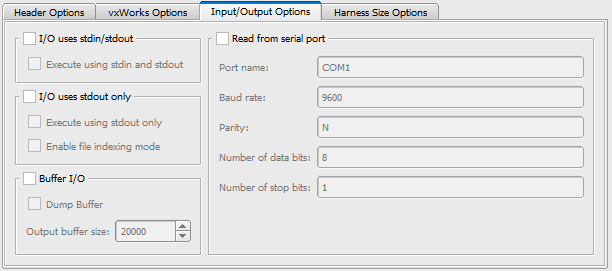 Header Options
vxWorks Options
Input/Output Options
Harness Size Options
I/O uses stdin/stdout
Execute using stdin and stdout
I/O uses stdout only
Execute using stdout only
Enable file indexing mode
Buffer I/O
Dump Buffer
Output buffer size: 20000
Read from serial port
Port name: COM1
Baud rate: 9600
Parity: N
Number of data bits: 8
Number of stop bits: 1